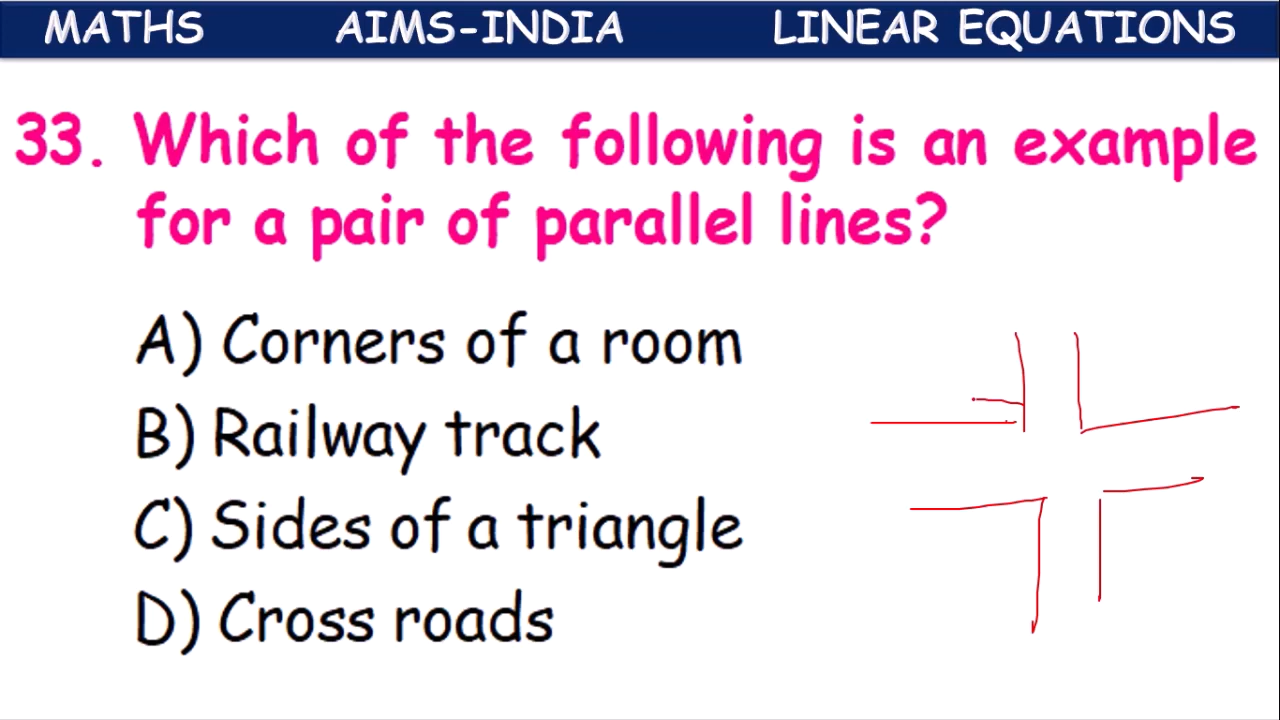 MATHS AIMS-INDIA LINEAR EQUATIONS
33. Which of the following is an example
for a pair of parallel lines?
A) Corners of a room
B) Railway track
C) Sides of a triangle
D) Cross roads